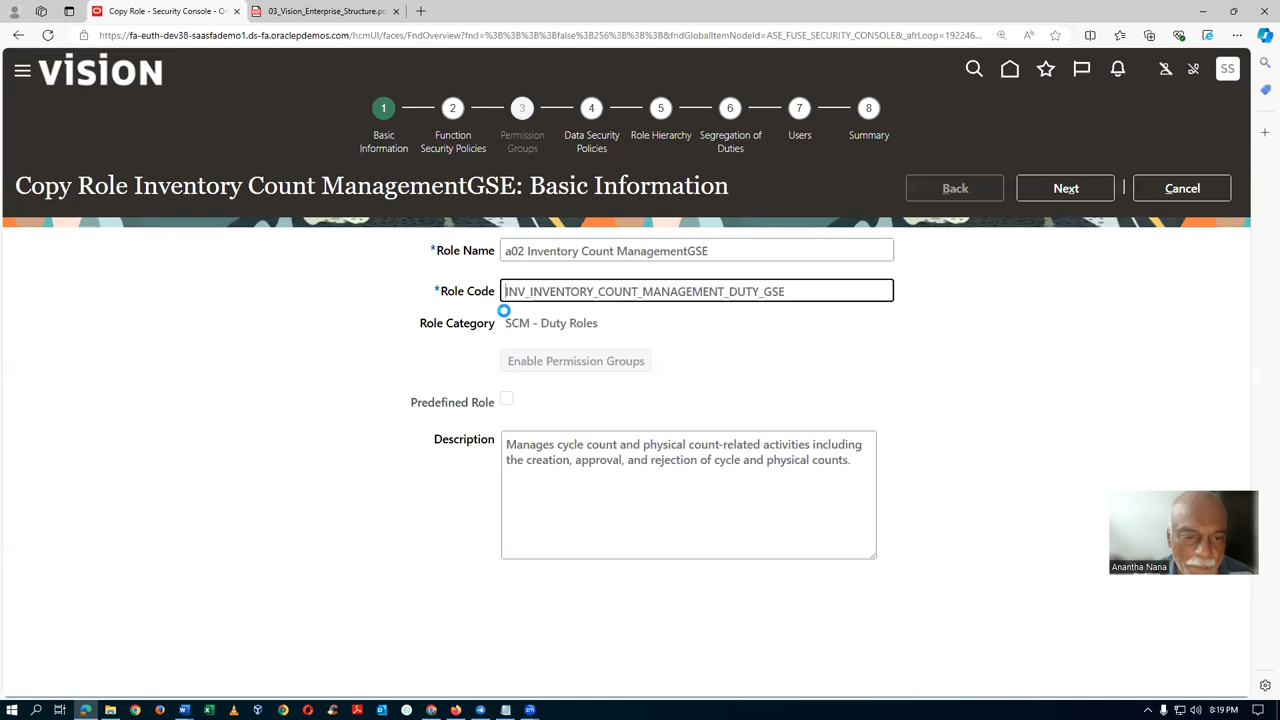 Copy Role - Security Console - O
03_Vision_Enterprise_Structure.pd
https://fa-euth-dev38-saasfademo1.ds-fa.oraclepdemos.com/hcmUI/faces/FndOverview?fnd=%3B%3B%3B%3Bfalse%3B256%3B%3B%3B&fndGlobalItemNodeId=ASE_FUSE_SECURITY_CONSOLE&_afrLoop=192246...
VISION
SS
1 2 3 4 5 6 7 8
Basic Information
Function Security Policies
Permission Groups
Data Security Policies
Role Hierarchy
Segregation of Duties
Users
Summary
Copy Role Inventory Count ManagementGSE: Basic Information
Back
Next
Cancel
*Role Name a02 Inventory Count ManagementGSE
*Role Code INV_INVENTORY_COUNT_MANAGEMENT_DUTY_GSE
Role Category SCM - Duty Roles
Enable Permission Groups
Predefined Role
Description Manages cycle count and physical count-related activities including
the creation, approval, and rejection of cycle and physical counts.
Anantha Nana
8:19 PM